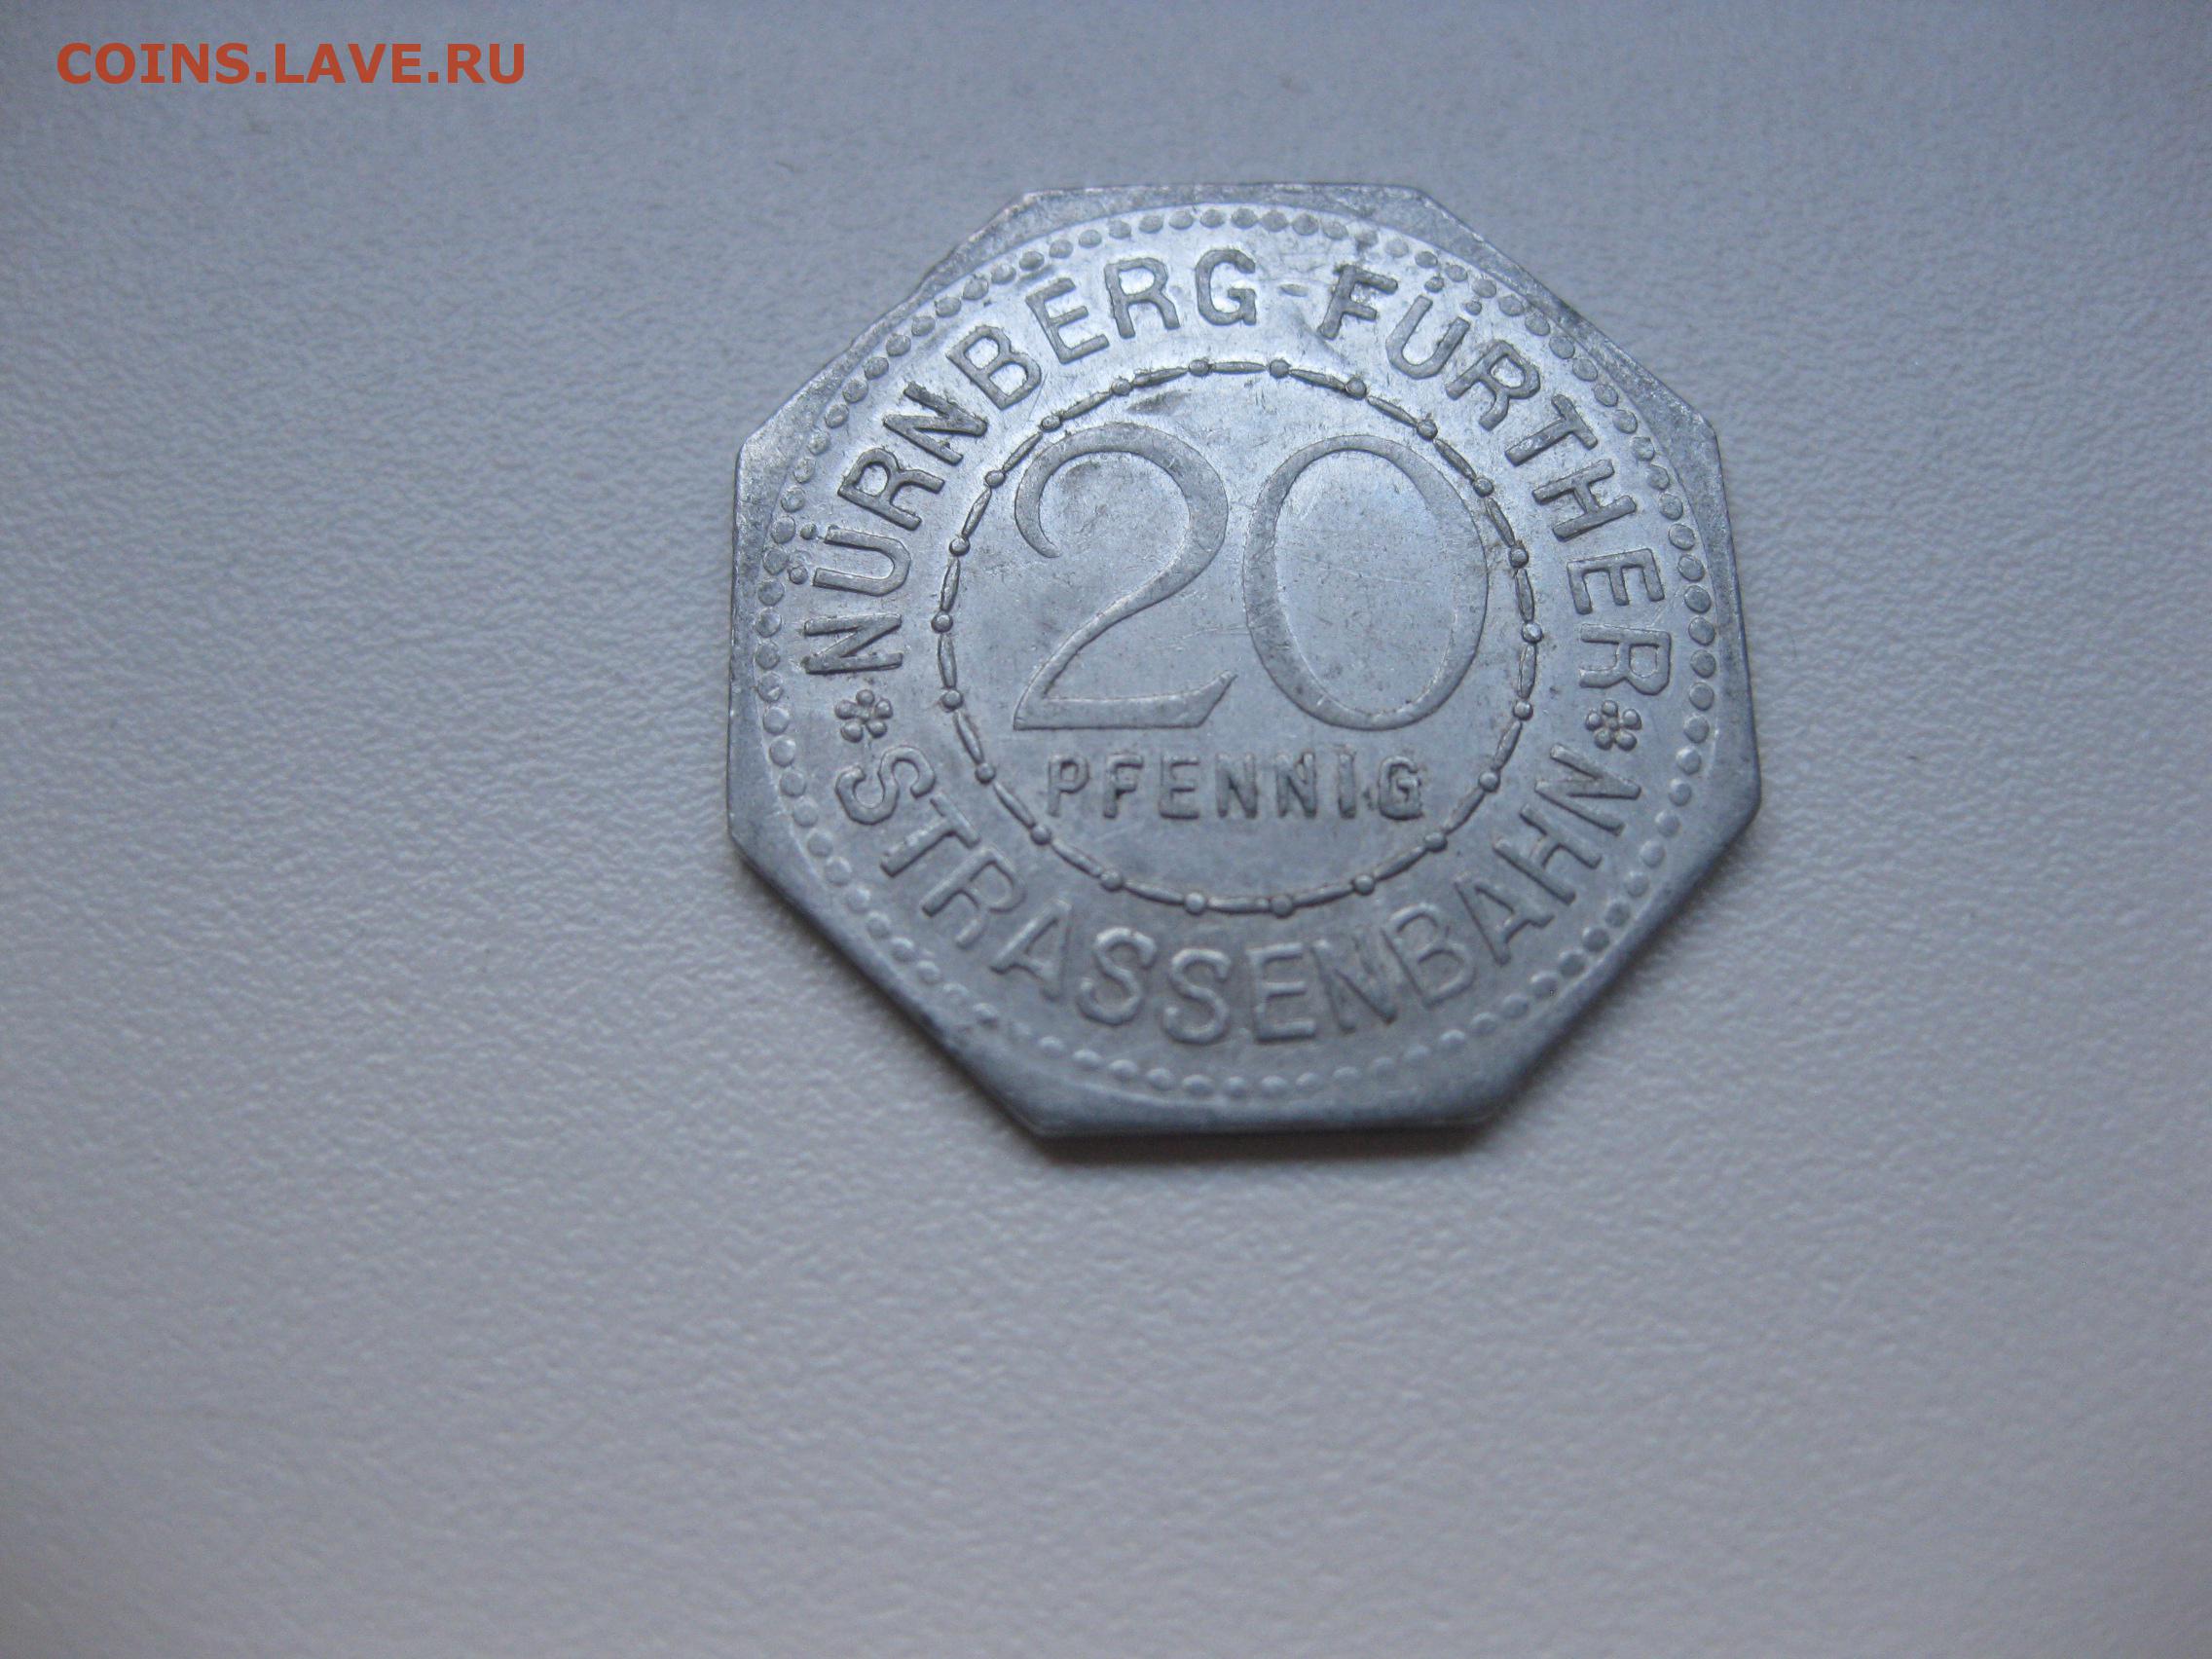 COINS.LAVE.RU
NÜRNBERG-FÜRTHER
20
PFENNIG
STRASSENBAHN